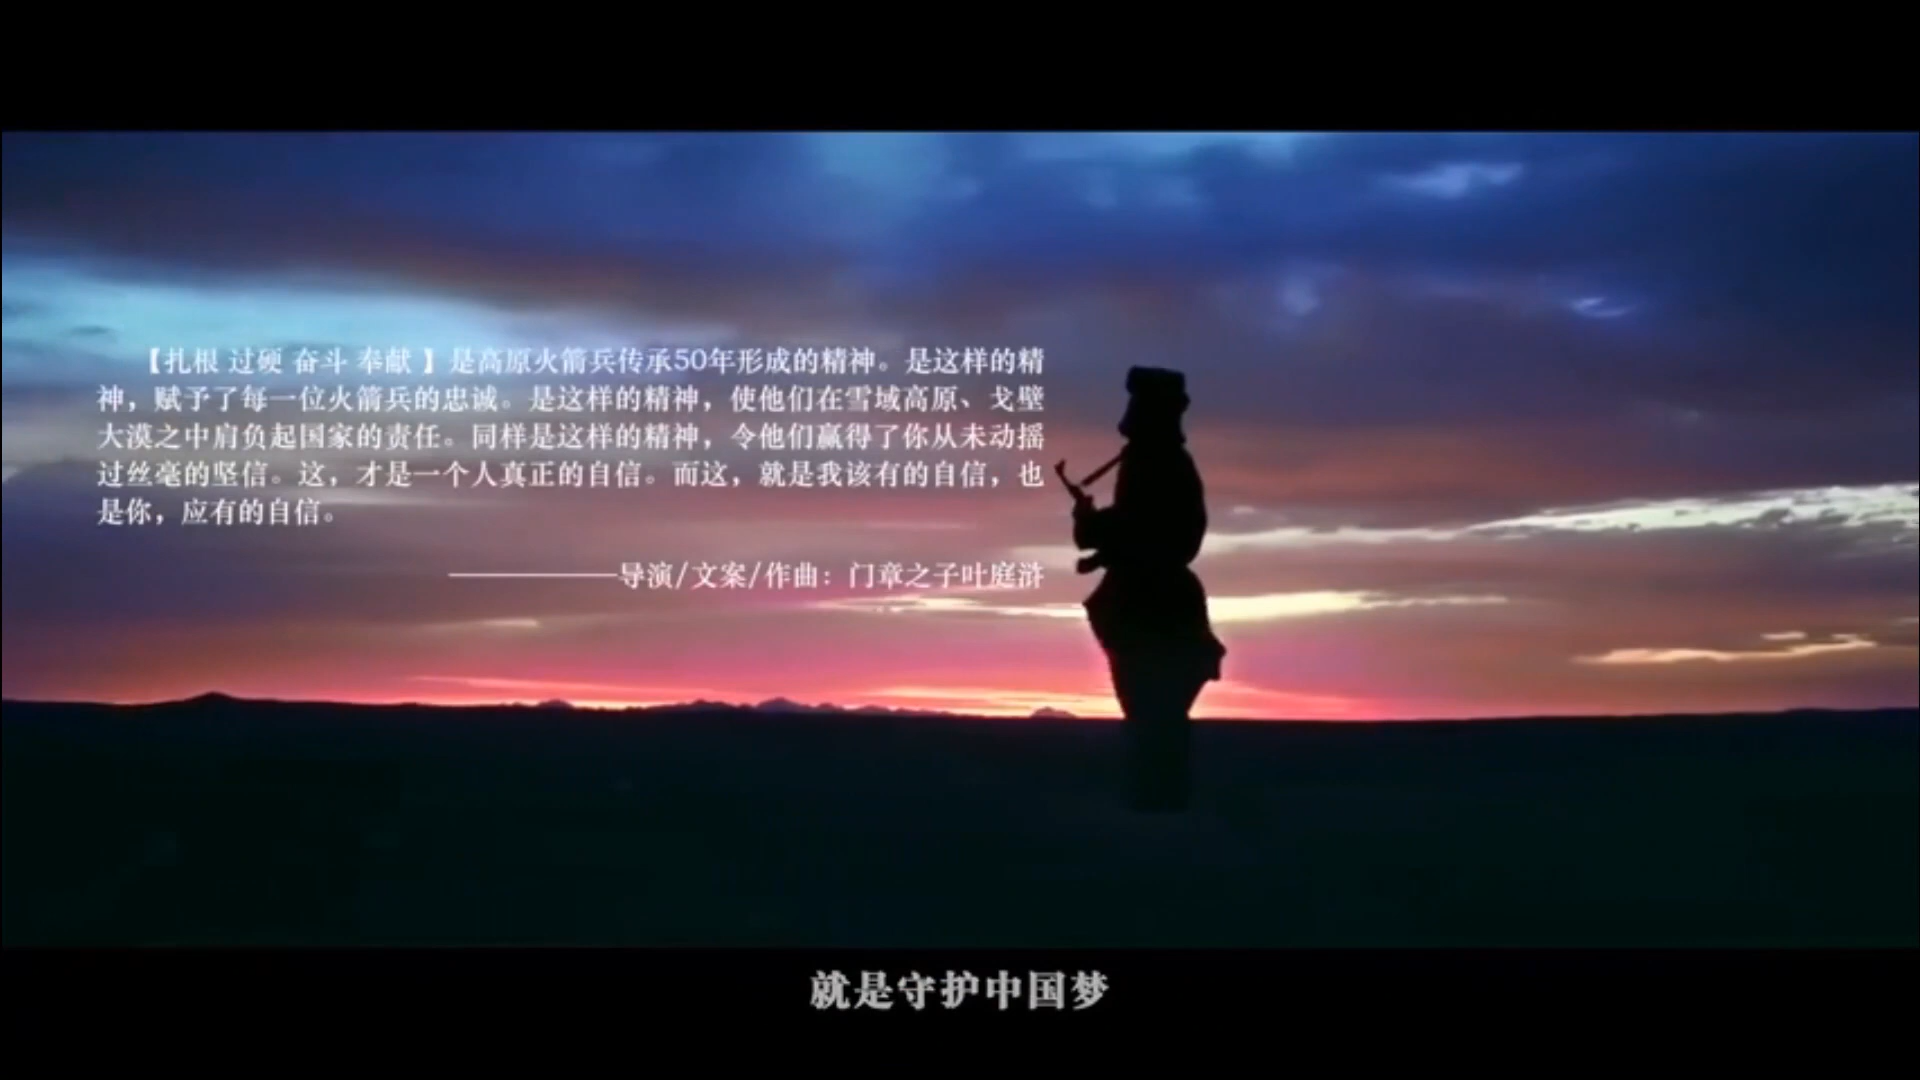 【扎根 过硬 奋斗 奉献 】是高原火箭兵传承50年形成的精神。是这样的精
神，赋予了每一位火箭兵的忠诚。是这样的精神，使他们在雪域高原、戈壁
大漠之中肩负起国家的责任。同样是这样的精神，令他们赢得了你从未动摇
过丝毫的坚信。这，才是一个人真正的自信。而这，就是我该有的自信，也
是你，应有的自信。
——————导演/文案/作曲：门章之子叶庭浒
就是守护中国梦